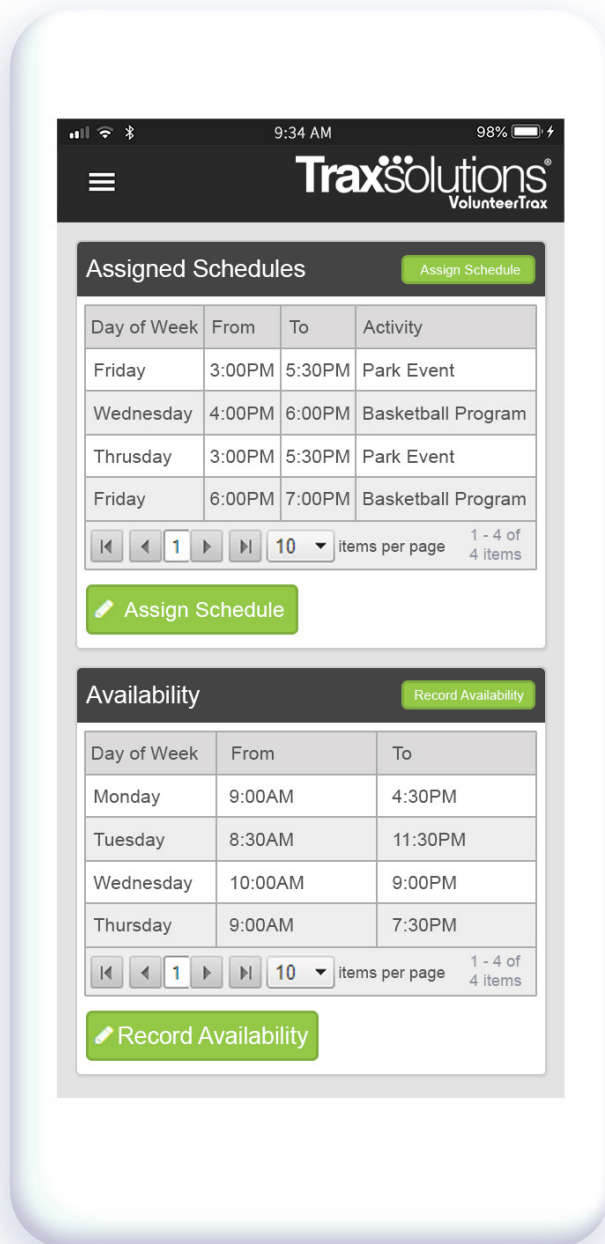 9:34 AM 98%
TraxSolutions®
VolunteerTrax
Assigned Schedules Assign Schedule
Day of Week From To Activity
Friday 3:00PM 5:30PM Park Event
Wednesday 4:00PM 6:00PM Basketball Program
Thrusday 3:00PM 5:30PM Park Event
Friday 6:00PM 7:00PM Basketball Program
1 10 items per page 1 - 4 of
4 items
Assign Schedule
Availability Record Availability
Day of Week From To
Monday 9:00AM 4:30PM
Tuesday 8:30AM 11:30PM
Wednesday 10:00AM 9:00PM
Thursday 9:00AM 7:30PM
1 10 items per page 1 - 4 of
4 items
Record Availability